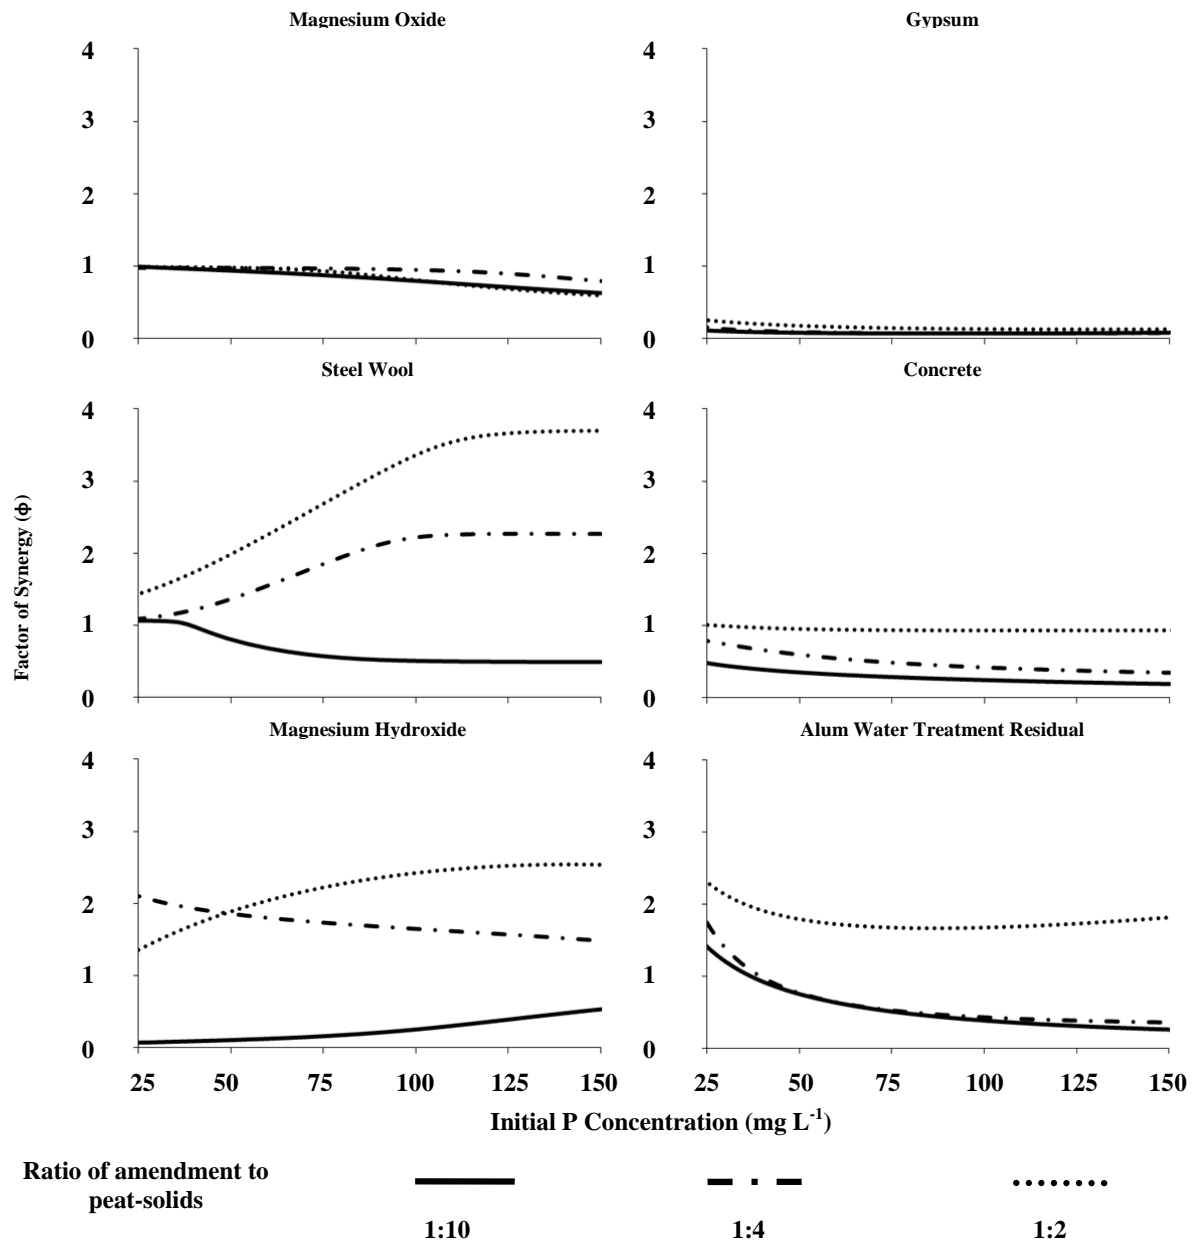 Magnesium Oxide
Gypsum
4
3
2
1
0
4
3
2
1
0
Steel Wool
Concrete
4
3
2
1
0
4
3
2
1
0
Factor of Synergy (ϕ)
Magnesium Hydroxide
Alum Water Treatment Residual
4
3
2
1
0
4
3
2
1
0
25 50 75 100 125 150
25 50 75 100 125 150
Initial P Concentration (mg L⁻¹)
Ratio of amendment to
peat-solids
1:10
1:4
1:2